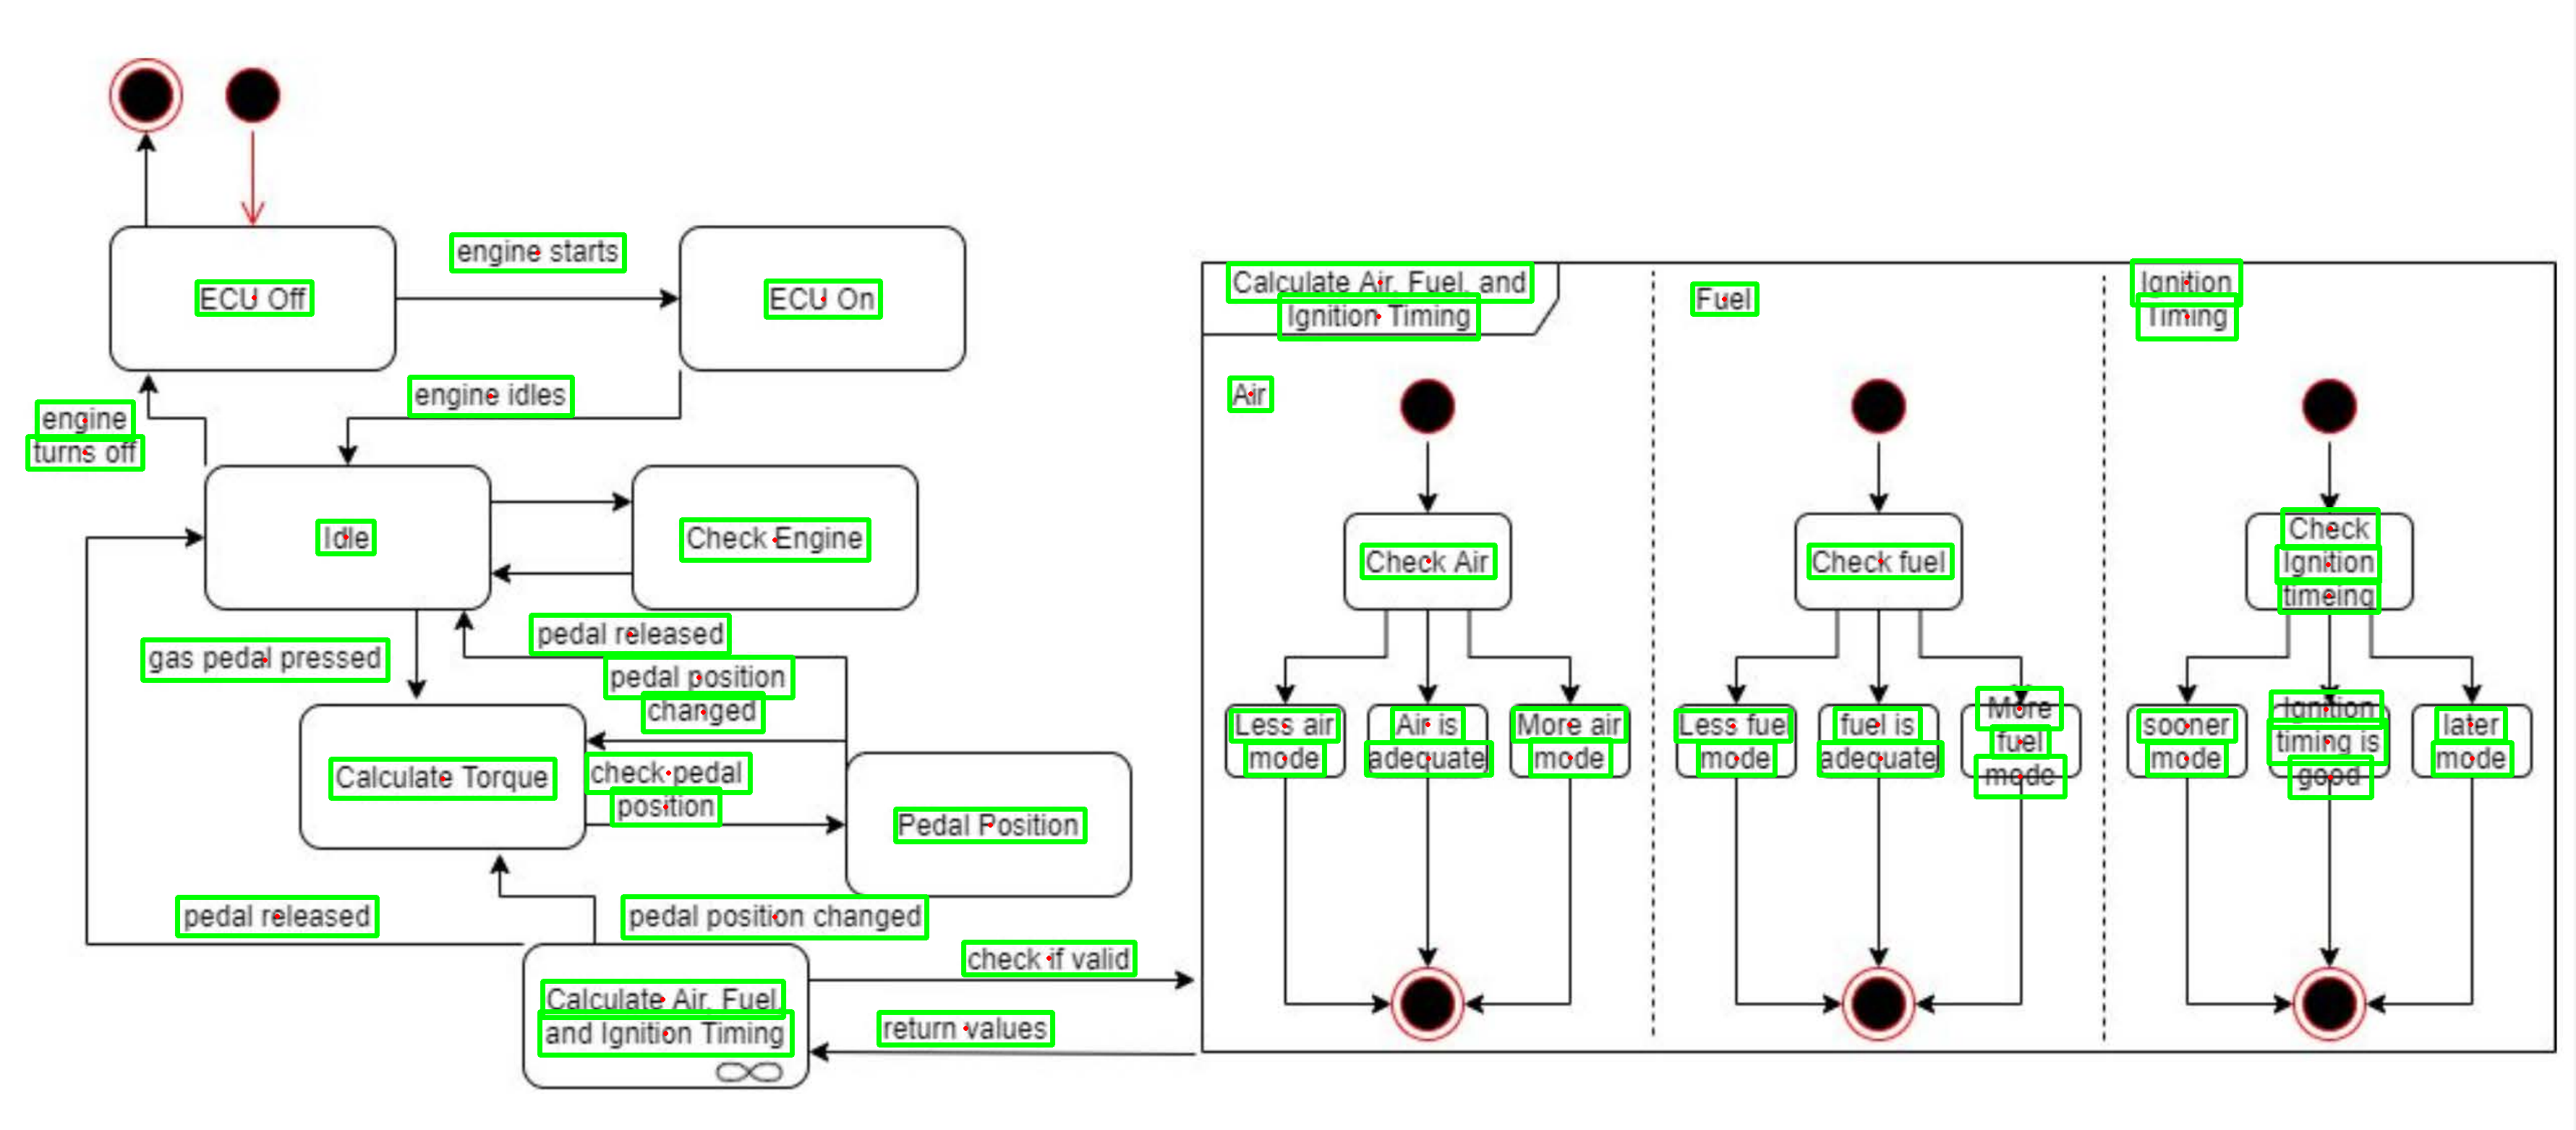 engine starts
ECU Off
ECU On
engine idles
engine
turns off
Idle
Check Engine
pedal released
gas pedal pressed
pedal position
changed
Calculate Torque
check pedal
position
Pedal Position
pedal released
pedal position changed
check if valid
Calculate Air, Fuel,
and Ignition Timing
return values
Calculate Air, Fuel, and
Ignition Timing
Air
Check Air
Less air
mode
Air is
adequate
More air
mode
Fuel
Check fuel
Less fuel
mode
fuel is
adequate
More
fuel
mode
Ignition
Timing
Check
Ignition
timeing
sooner
mode
Ignition
timing is
good
later
mode